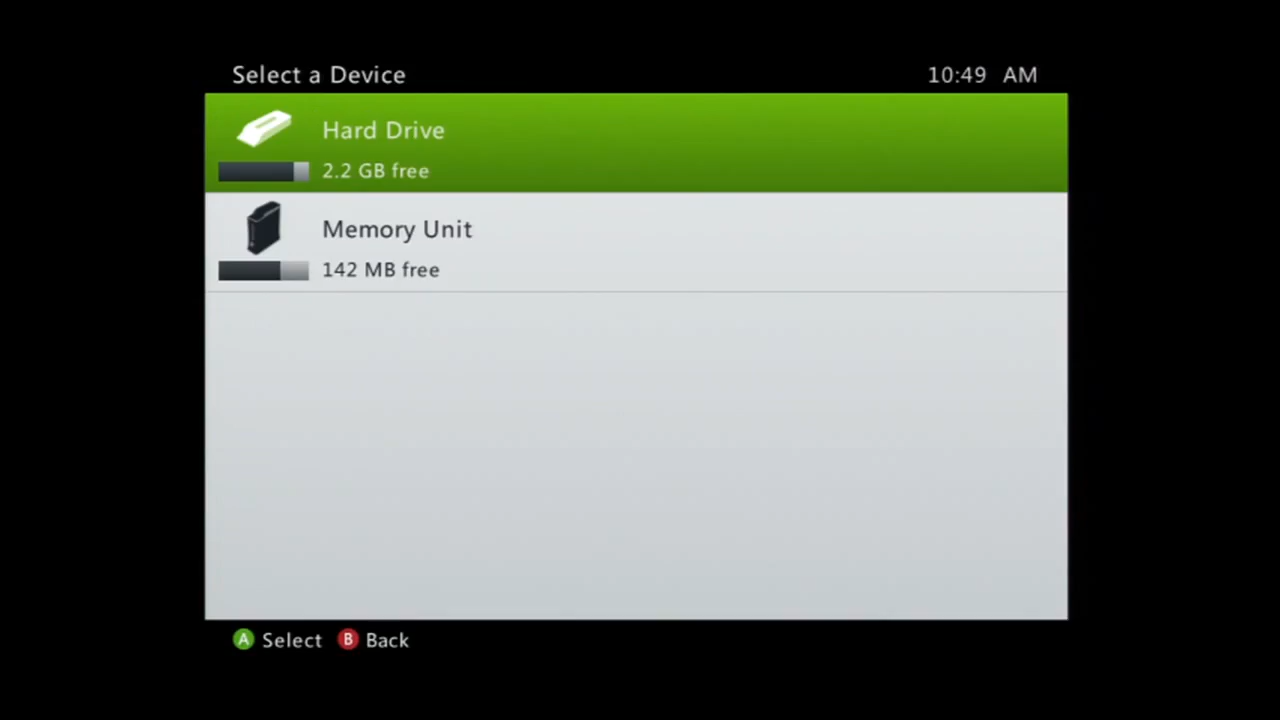 Select a Device
10:49 AM
Hard Drive
2.2 GB free
Memory Unit
142 MB free
A Select B Back